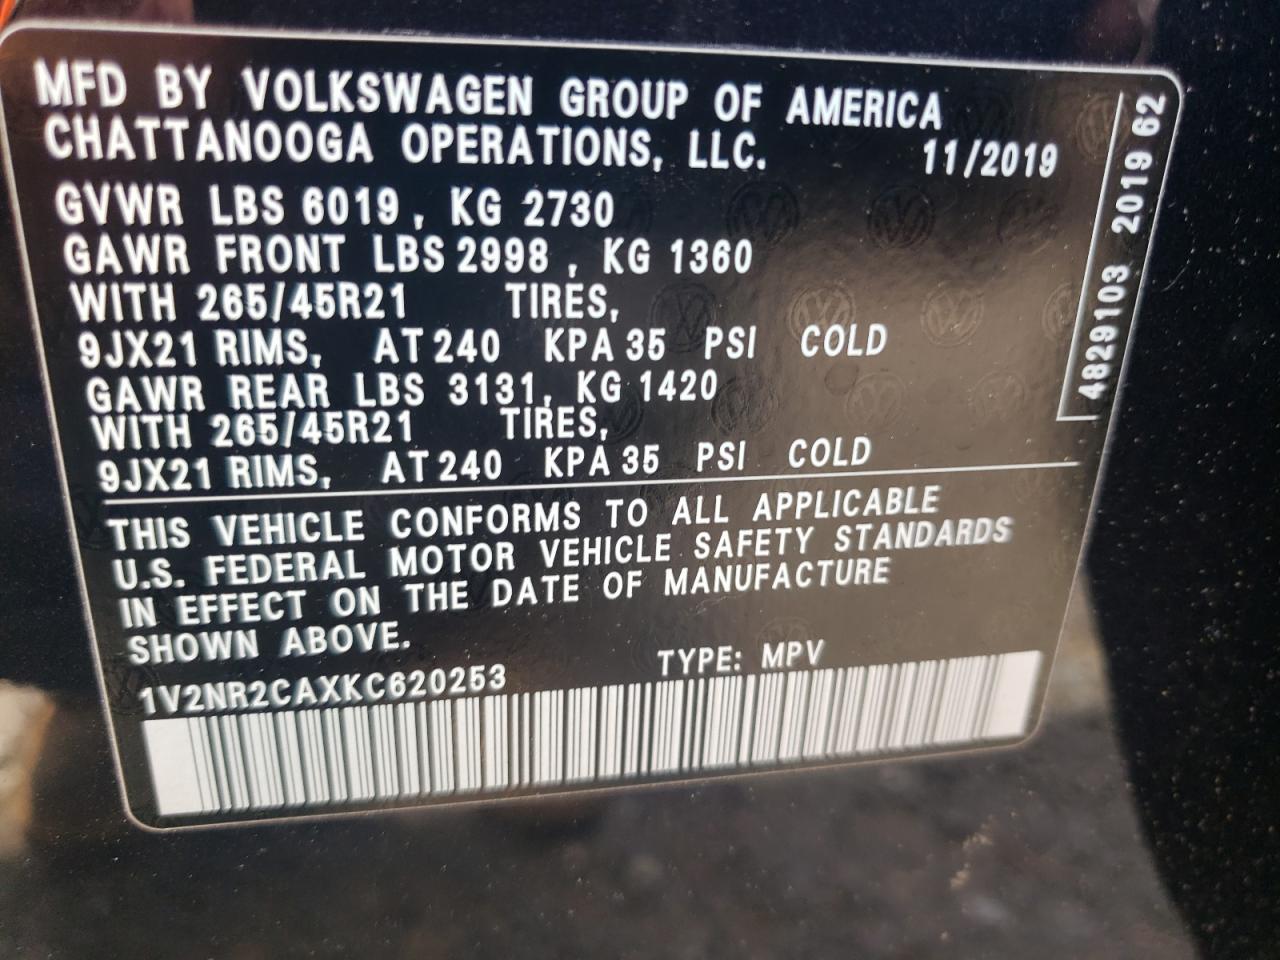 MFD BY VOLKSWAGEN GROUP OF AMERICA
CHATTANOOGA OPERATIONS, LLC. 11/2019
GVWR LBS 6019, KG 2730
GAWR FRONT LBS 2998, KG 1360
WITH 265/45R21 TIRES,
9JX21 RIMS, AT 240 KPA 35 PSI COLD
GAWR REAR LBS 3131, KG 1420
WITH 265/45R21 TIRES,
9JX21 RIMS, AT 240 KPA 35 PSI COLD
4829103 2019 62
THIS VEHICLE CONFORMS TO ALL APPLICABLE
U.S. FEDERAL MOTOR VEHICLE SAFETY STANDARDS
IN EFFECT ON THE DATE OF MANUFACTURE
SHOWN ABOVE.
1V2NR2CAXKC620253 TYPE: MPV